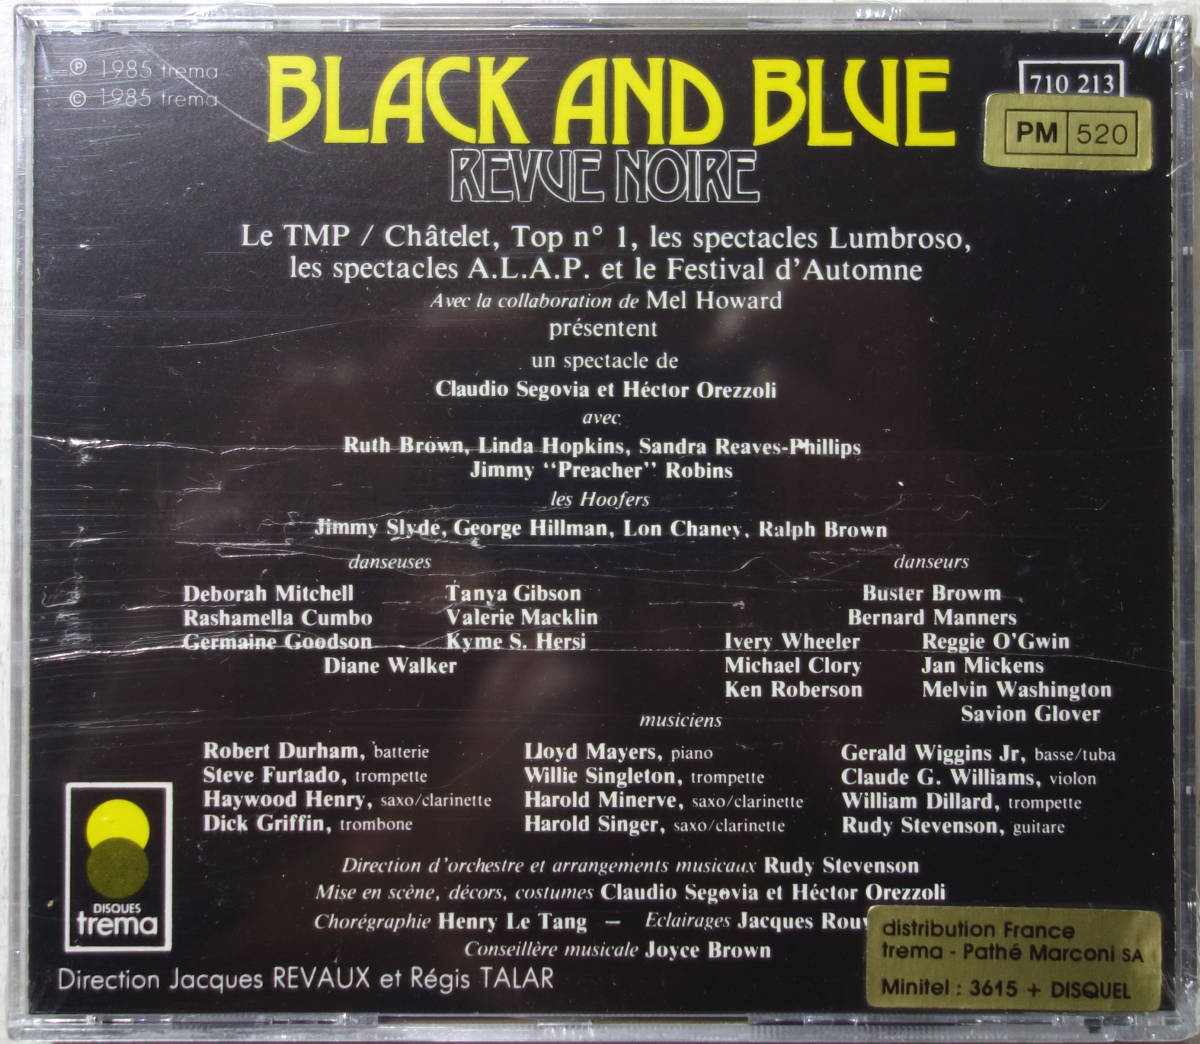 ℗ 1985 trema
© 1985 trema
BLACK AND BLUE
REVUE NOIRE
710 213
PM 520
Le TMP / Châtelet, Top n° 1, les spectacles Lumbroso,
les spectacles A.L.A.P. et le Festival d'Automne
Avec la collaboration de Mel Howard
présentent
un spectacle de
Claudio Segovia et Héctor Orezzoli
avec
Ruth Brown, Linda Hopkins, Sandra Reaves-Phillips
Jimmy "Preacher" Robins
les Hoofers
Jimmy Slyde, George Hillman, Lon Chaney, Ralph Brown
danseuses
Deborah Mitchell Tanya Gibson
Rashamella Cumbo Valerie Macklin
Germaine Goodson Kyme S. Hersi
Diane Walker
danseurs
Buster Browm
Bernard Manners
Ivery Wheeler Reggie O'Gwin
Michael Clory Jan Mickens
Ken Roberson Melvin Washington
Savion Glover
musiciens
Robert Durham, batterie Lloyd Mayers, piano Gerald Wiggins Jr, basse/tuba
Steve Furtado, trompette Willie Singleton, trompette Claude G. Williams, violon
Haywood Henry, saxo/clarinette Harold Minerve, saxo/clarinette William Dillard, trompette
Dick Griffin, trombone Harold Singer, saxo/clarinette Rudy Stevenson, guitare
Direction d'orchestre et arrangements musicaux Rudy Stevenson
Mise en scène, décors, costumes Claudio Segovia et Héctor Orezzoli
Chorégraphie Henry Le Tang – Eclairages Jacques
Conseillère musicale Joyce Brown
DISQUES
trema
Direction Jacques REVAUX et Régis TALAR
distribution France
trema - Pathé Marconi SA
Minitel : 3615 + DISQUEL